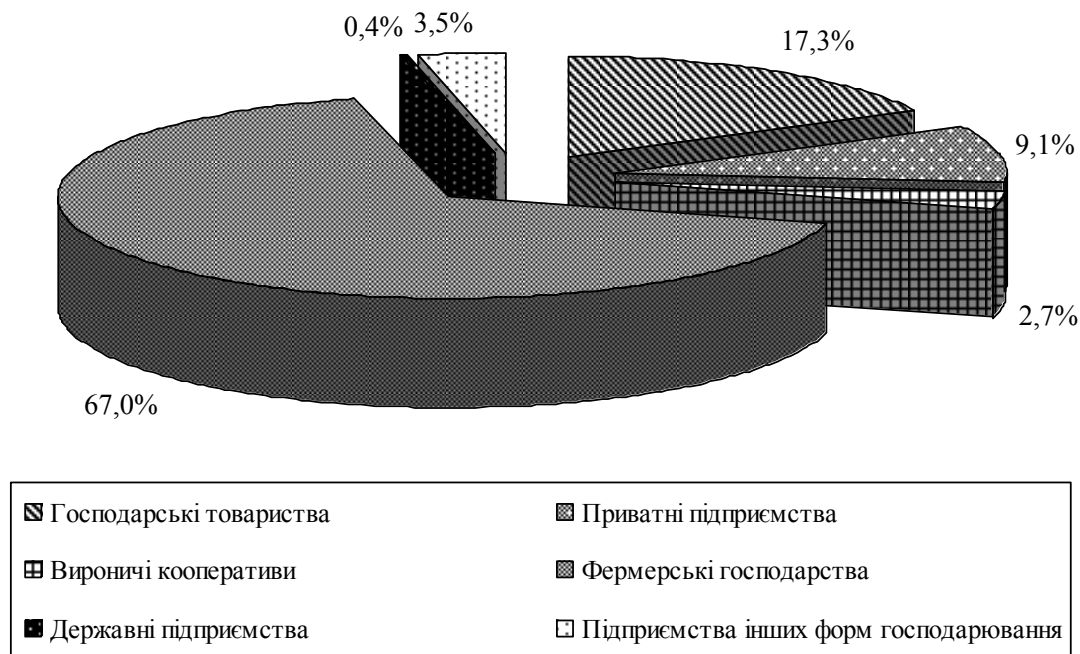 0,4% 3,5%
17,3%
9,1%
2,7%
67,0%
Господарські товариства
Приватні підприємства
Вироничі кооперативи
Фермерські господарства
Державні підприємства
Підприємства інших форм господарювання